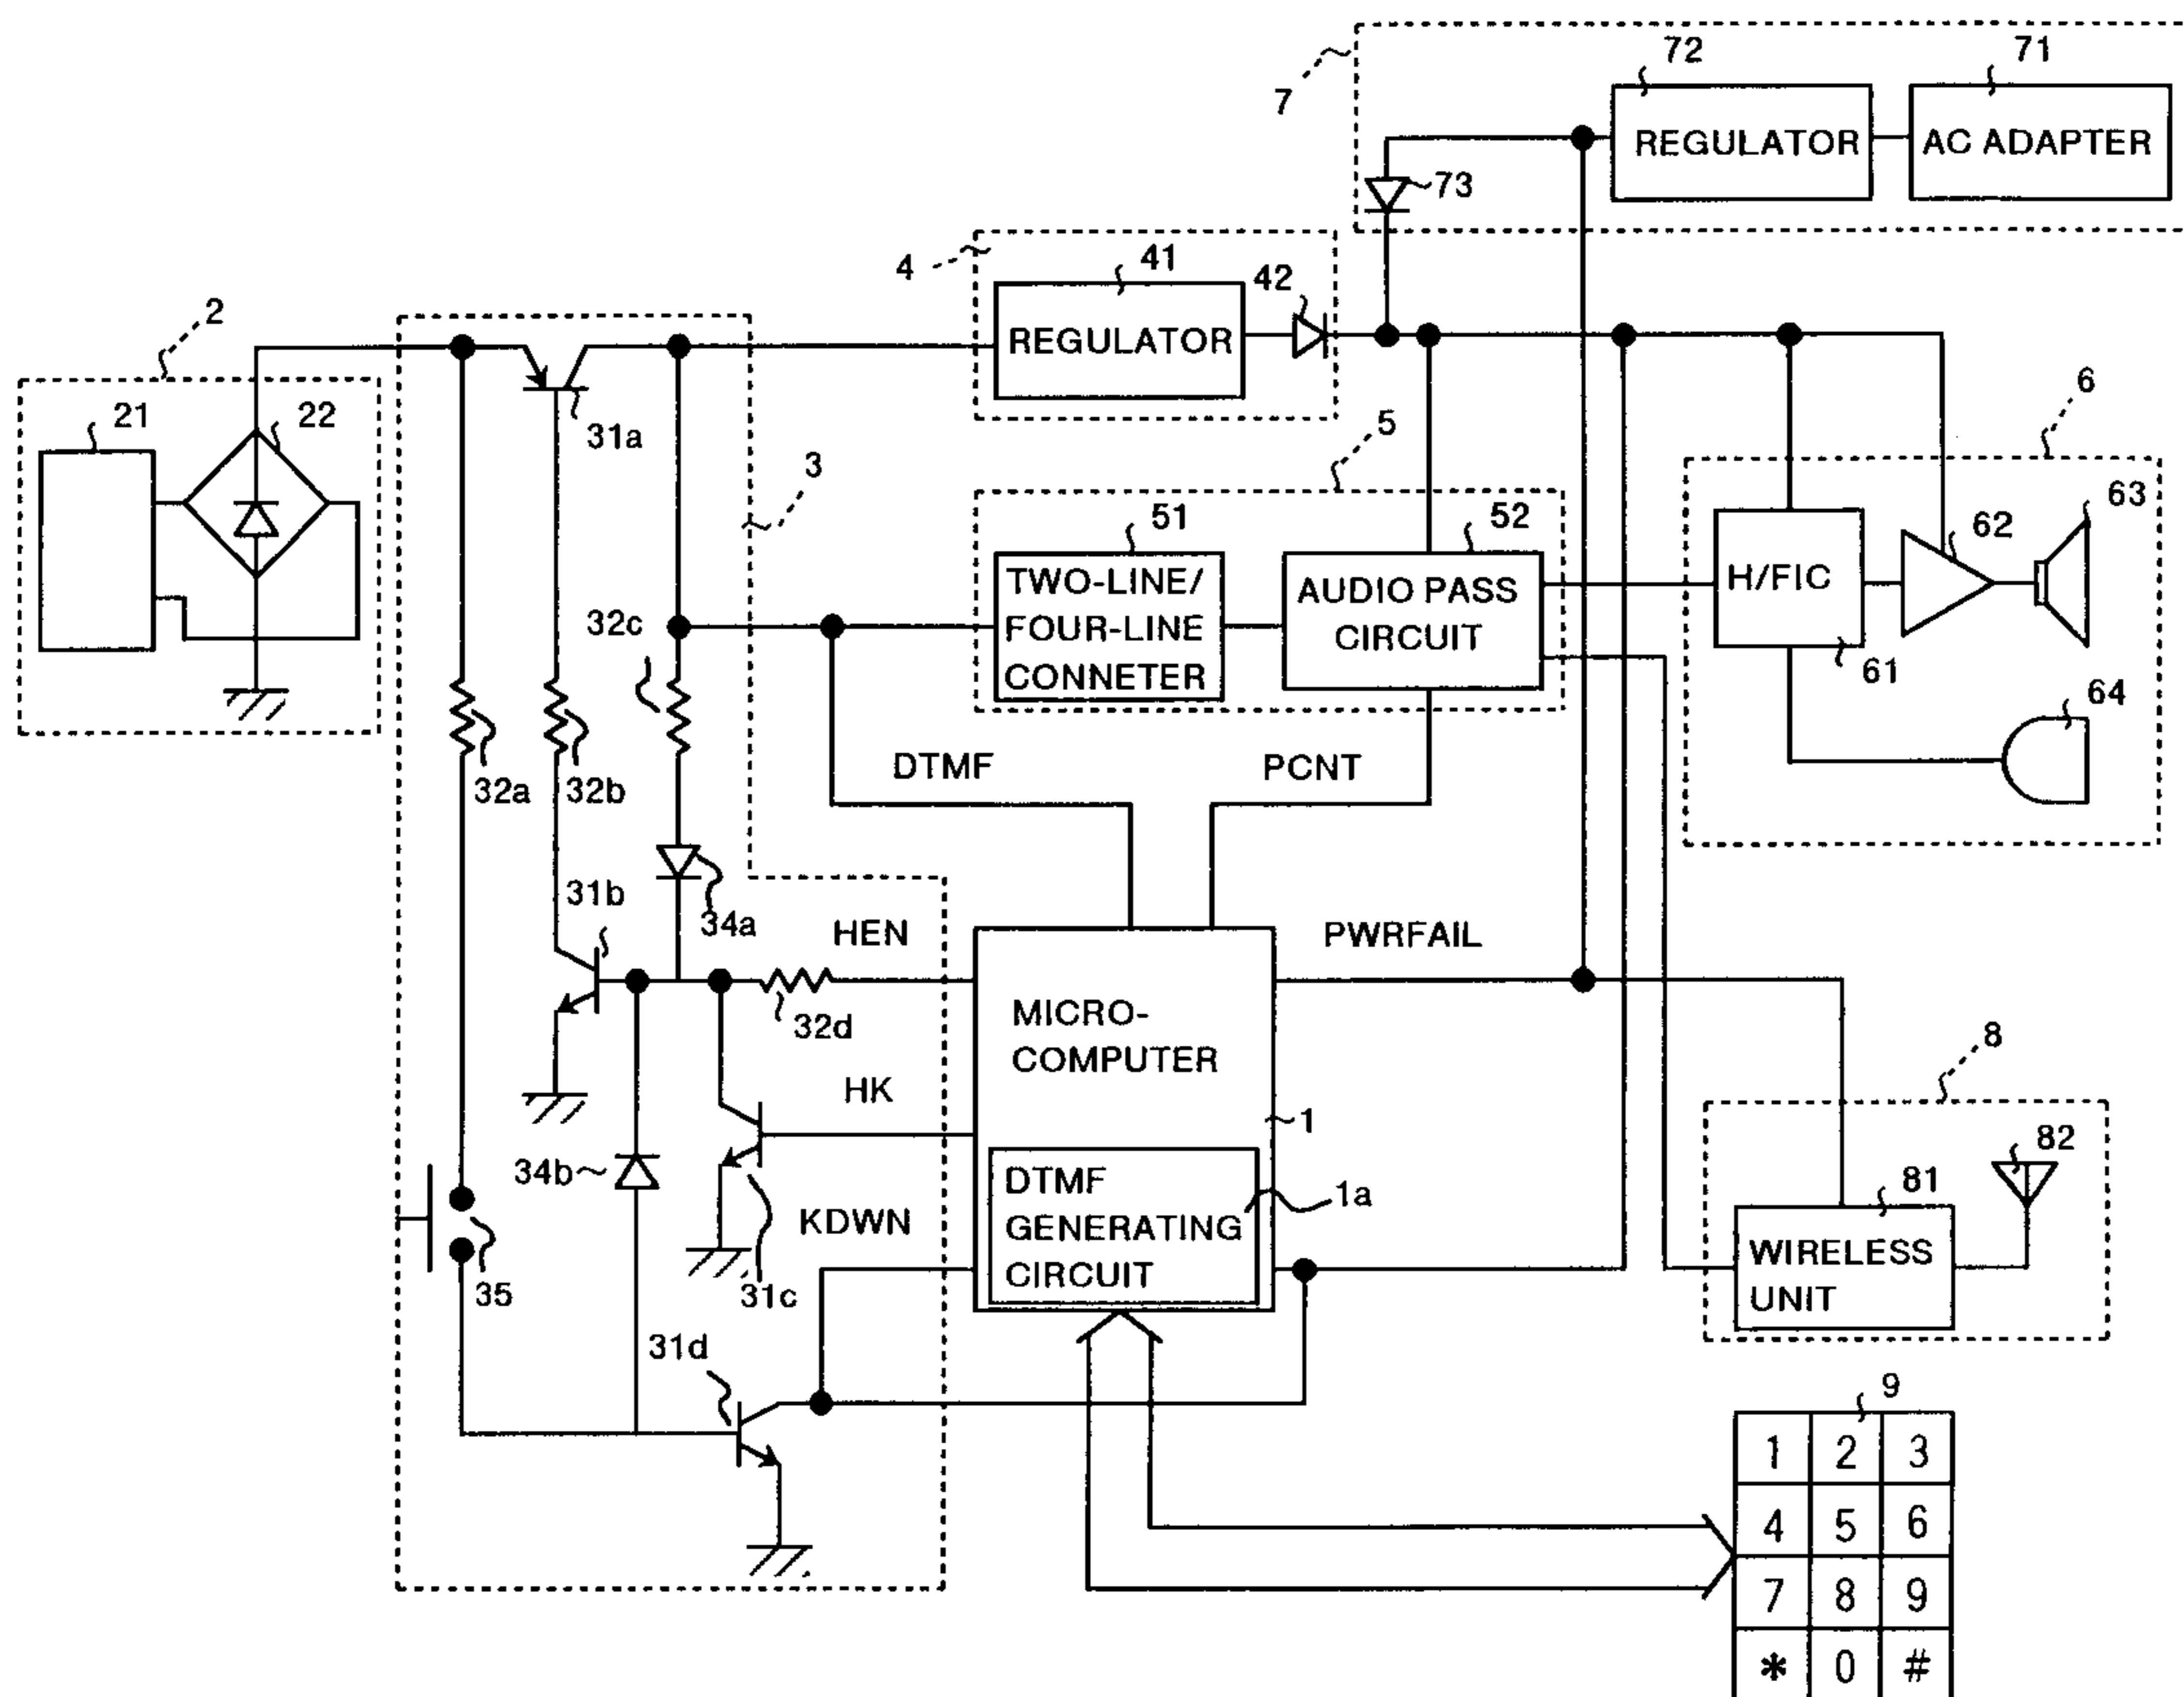 72
71
7
REGULATOR
AC ADAPTER
73
4
41
42
REGULATOR
2
21
22
31a
3
5
6
51
52
TWO-LINE/
FOUR-LINE
CONNETER
AUDIO PASS
CIRCUIT
H/FIC
62
63
61
64
32c
32a
32b
DTMF
PCNT
31b
34a
HEN
PWRFAIL
32d
MICRO-
COMPUTER
HK
1
8
34b
31c
KDWN
DTMF
GENERATING
CIRCUIT
1a
81
82
WIRELESS
UNIT
35
31d
9
1 2 3
4 5 6
7 8 9
* 0 #